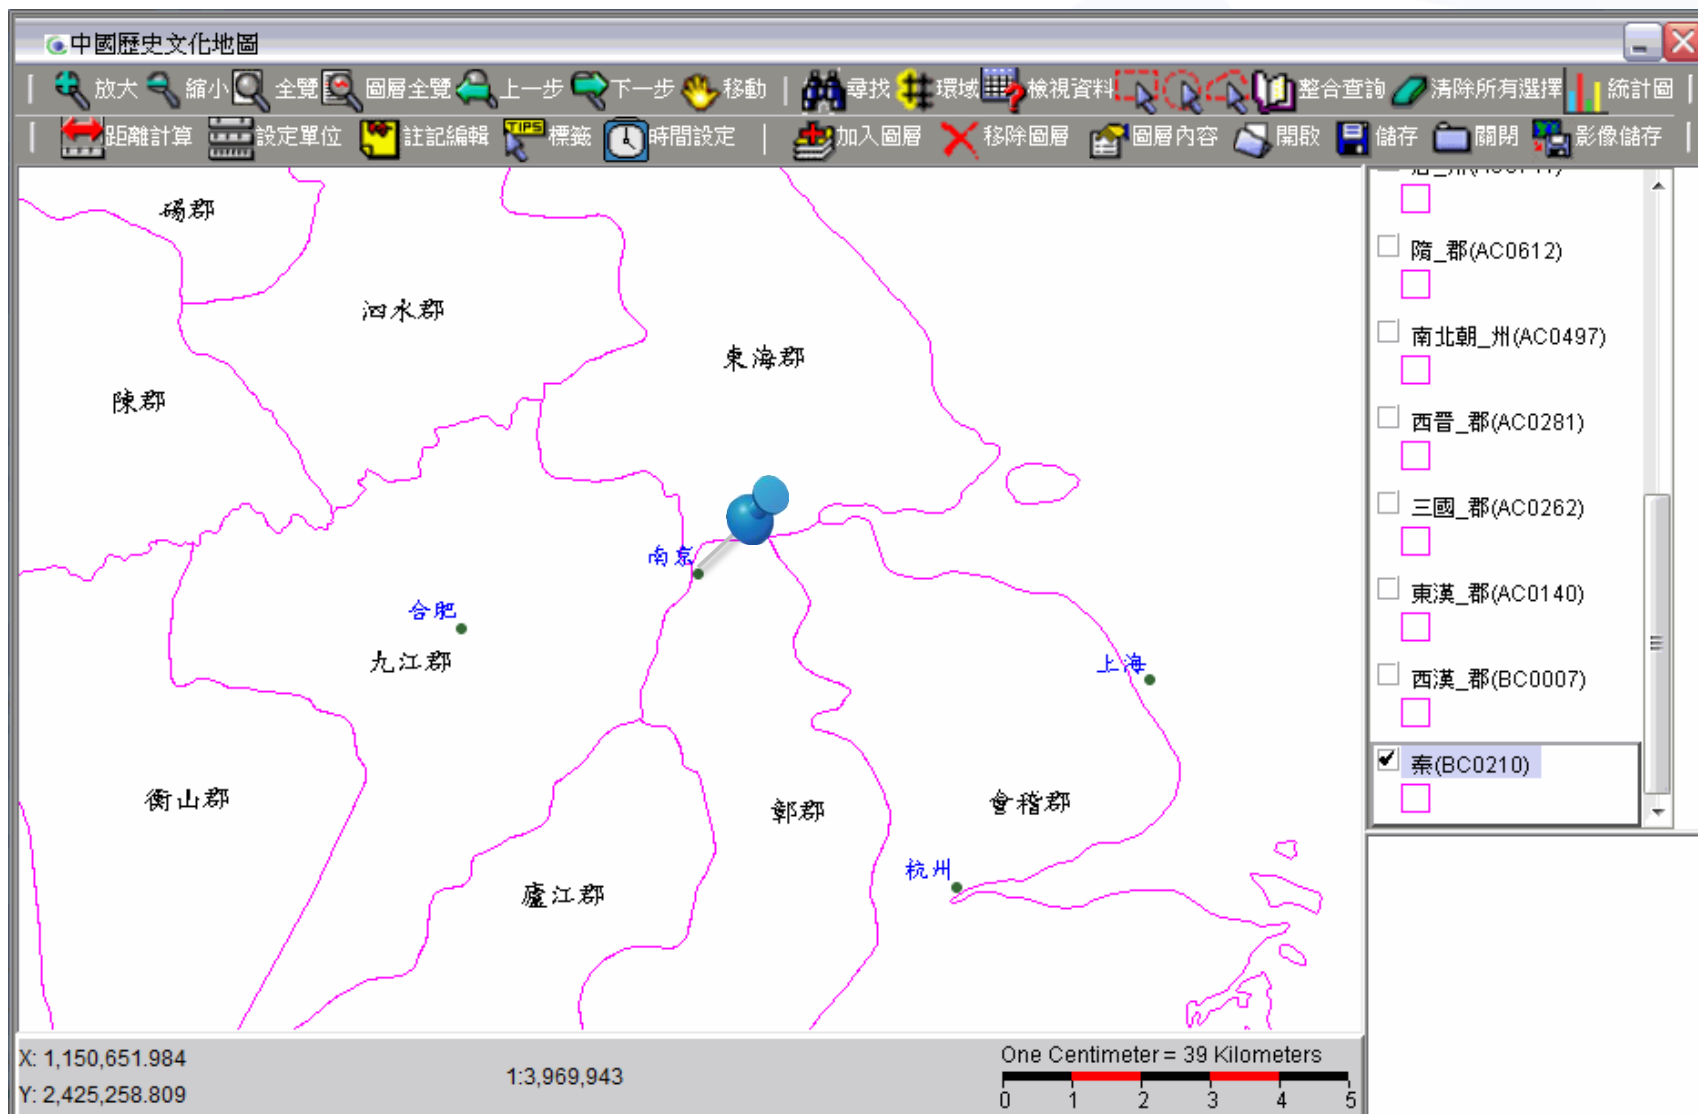 中國歷史文化地圖
放大 縮小 全覽 圖層全覽 上一步 下一步 移動 尋找 環域 檢視資料 整合查詢 清除所有選擇 統計圖
距離計算 設定單位 註記編輯 TIPS 標籤 時間設定 加入圖層 移除圖層 圖層內容 開啟 儲存 關閉 影像儲存
碭郡
泗水郡
東海郡
陳郡
南京
合肥
九江郡
上海
衡山郡
鄣郡
會稽郡
杭州
廬江郡
隋_郡(AC0612)
南北朝_州(AC0497)
西晉_郡(AC0281)
三國_郡(AC0262)
東漢_郡(AC0140)
西漢_郡(BC0007)
秦(BC0210)
X: 1,150,651.984
Y: 2,425,258.809
1:3,969,943
One Centimeter = 39 Kilometers
0 1 2 3 4 5